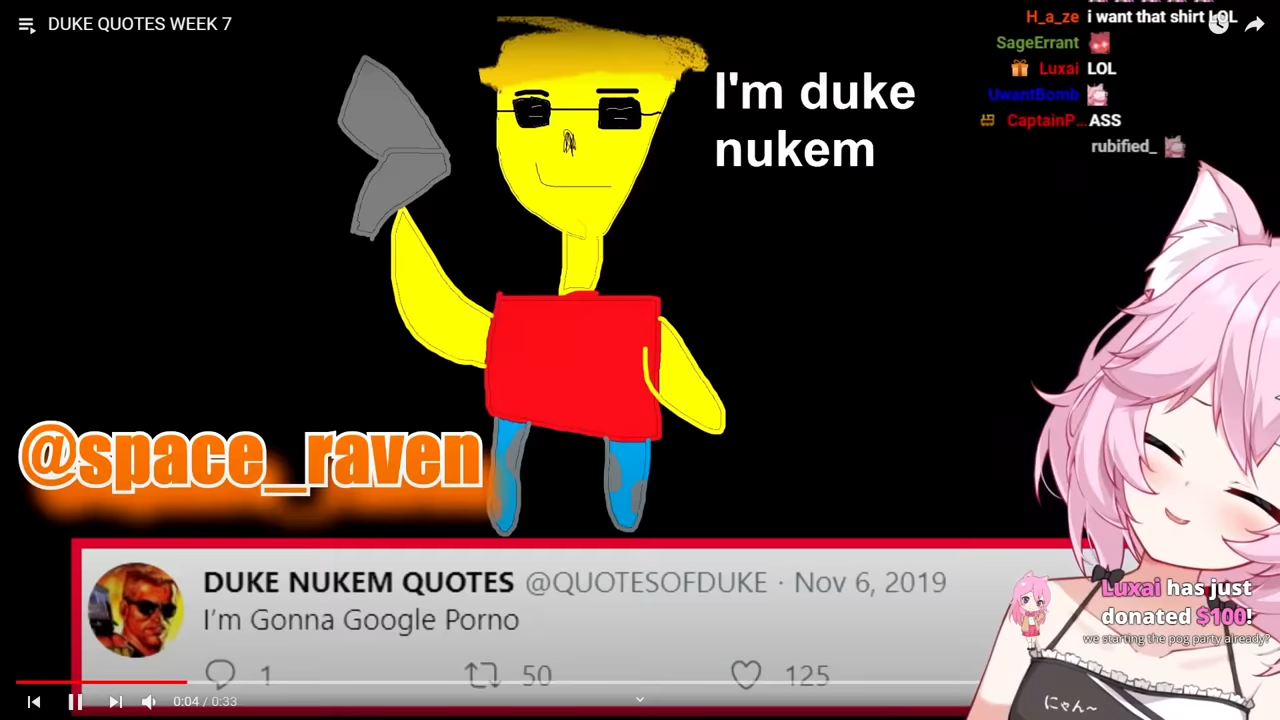 DUKE QUOTES WEEK 7
H_a_ze i want that shirt LOL
SageErrant
Luxai LOL
UwantBomb
CaptainP... ASS
rubified_
I'm duke
nukem
@space_raven
DUKE NUKEM QUOTES @QUOTESOFDUKE · Nov 6, 2019
I'm Gonna Google Porno
1 50 125
Luxai has just
donated $100!
we starting the pog party already?
にゃん~
0:04 / 0:33